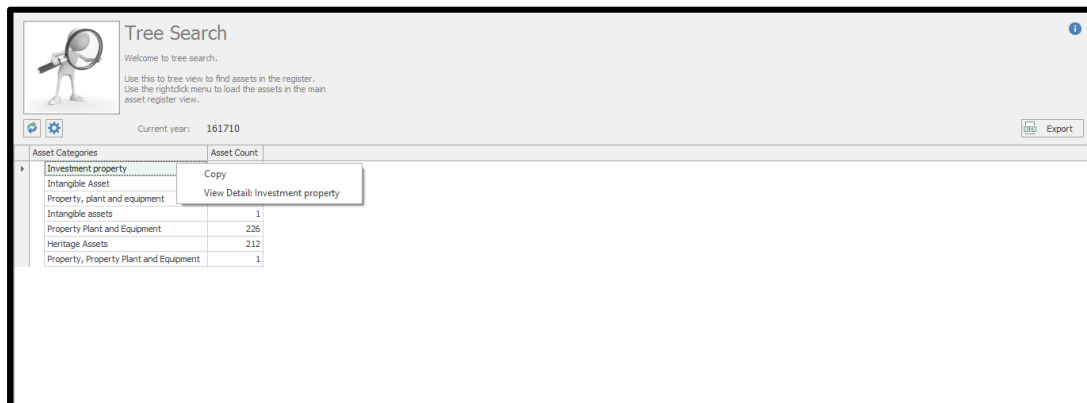 Tree Search
Welcome to tree search.
Use this to tree view to find assets in the register.
Use the rightclick menu to load the assets in the main
asset register view.
Current year: 161710
Export
Asset Categories Asset Count
Investment property
Copy
Intangible Asset
View Detail: Investment property
Property, plant and equipment
Intangible assets 1
Property Plant and Equipment 226
Heritage Assets 212
Property, Property Plant and Equipment 1